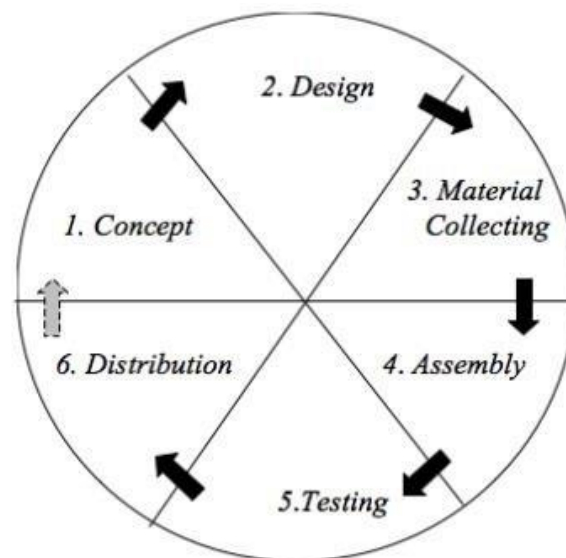 1. Concept
2. Design
3. Material
Collecting
4. Assembly
5.Testing
6. Distribution